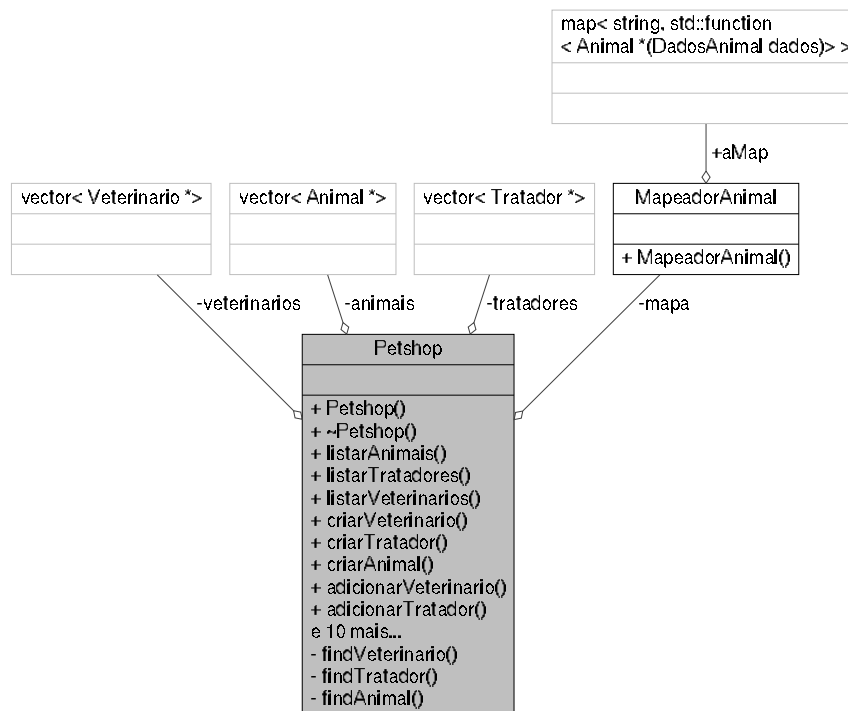 map< string, std::function
< Animal *(DadosAnimal dados)> >
+aMap
vector< Veterinario *>
vector< Animal *>
vector< Tratador *>
MapeadorAnimal
+ MapeadorAnimal()
-veterinarios
-animais
-tratadores
-mapa
Petshop
+ Petshop()
+ ~Petshop()
+ listarAnimais()
+ listarTratadores()
+ listarVeterinarios()
+ criarVeterinario()
+ criarTratador()
+ criarAnimal()
+ adicionarVeterinario()
+ adicionarTratador()
e 10 mais...
- findVeterinario()
- findTratador()
- findAnimal()